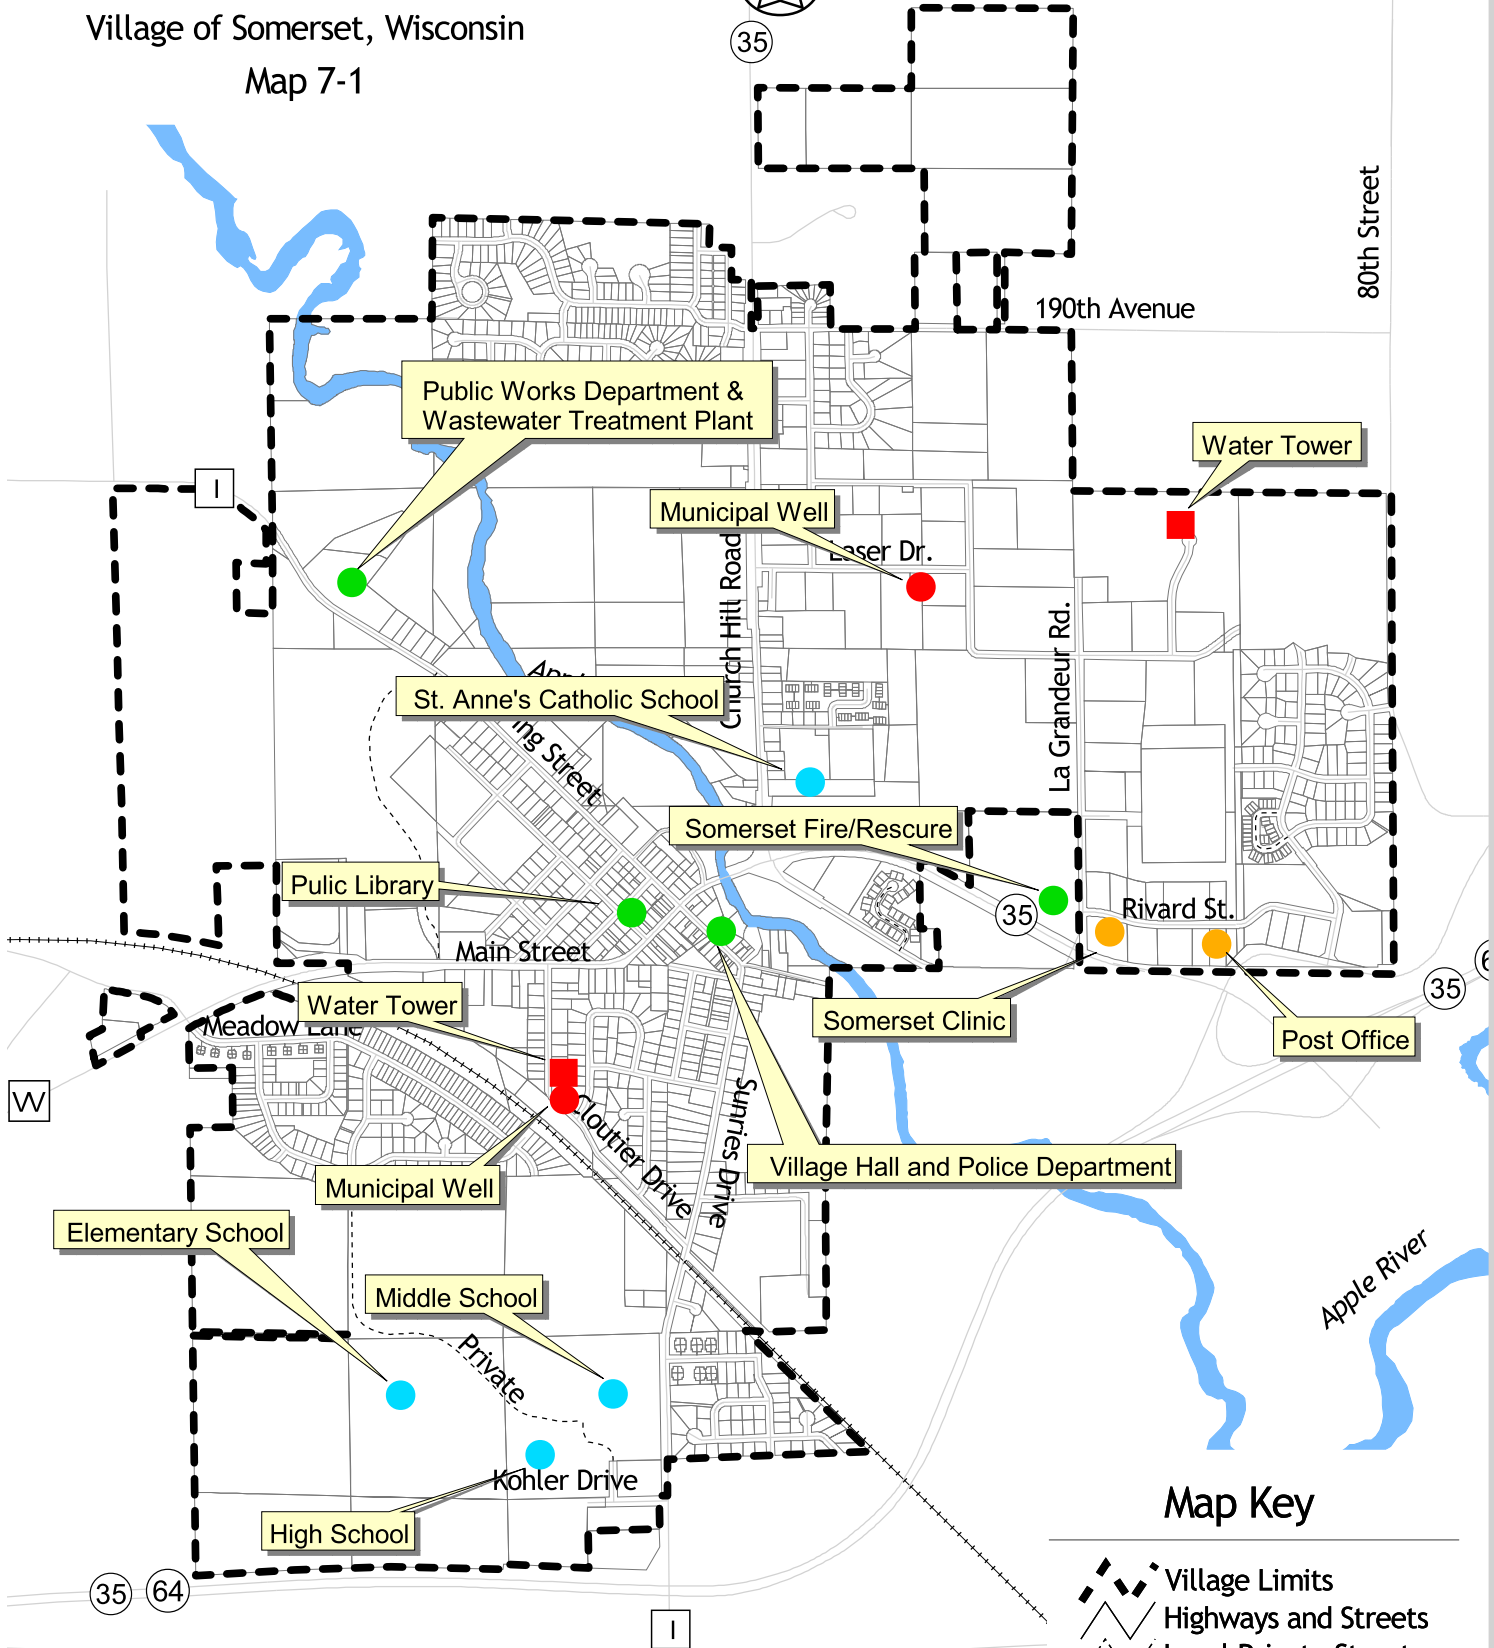 Village of Somerset, Wisconsin
Map 7-1
35
80th Street
190th Avenue
Public Works Department &
Wastewater Treatment Plant
Water Tower
I
Municipal Well
Laser Dr.
Church Hill Road
La Grandeur Rd.
St. Anne's Catholic School
Street
Somerset Fire/Rescure
Pulic Library
35
Rivard St.
Main Street
35
Water Tower
Somerset Clinic
Post Office
Meadow Lane
W
Cloutier Drive
Sunries Drive
Village Hall and Police Department
Municipal Well
Elementary School
Middle School
Apple River
Private
Kohler Drive
High School
35
64
I
Map Key
Village Limits
Highways and Streets